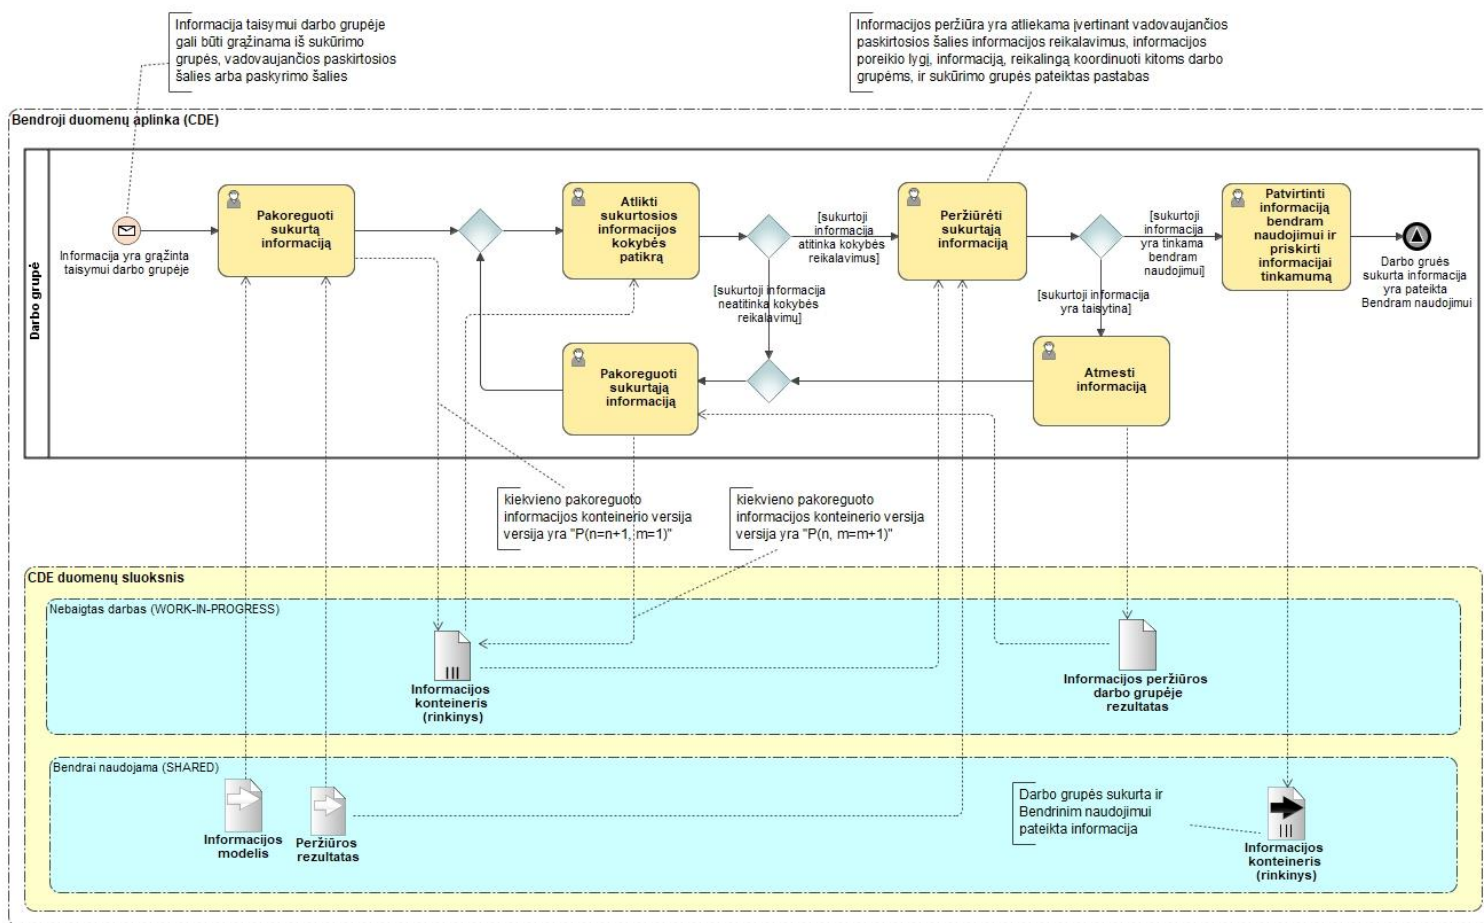 Informacija taisymui darbo grupėje
gali būti grąžinama iš sukūrimo
grupės, vadovaujančios paskirtosios
šalies arba paskyrimo šalies
Informacijos peržiūra yra atliekama įvertinant vadovaujančios
paskirtosios šalies informacijos reikalavimus, informacijos
poreikio lygį, informaciją, reikalingą koordinuoti kitoms darbo
grupėms, ir sukūrimo grupės pateiktas pastabas
Bendroji duomenų aplinka (CDE)
Darbo grupė
Informacija yra grąžinta
taisymui darbo grupėje
Pakoreguoti
sukurtą
informaciją
Atlikti
sukurtosios
informacijos
kokybės
patikrą
[sukurtoji
informacija
atitinka kokybės
reikalavimus]
Peržiūrėti
sukurtąją
informaciją
[sukurtoji
informacija
yra tinkama
bendram
naudojimui]
Patvirtinti
informaciją
bendram
naudojimui ir
priskirti
informacijai
tinkamumą
Darbo gruės
sukurta informacija
yra pateikta
Bendram naudojimui
[sukurtoji informacija
neatitinka kokybės
reikalavimų]
[sukurtoji informacija
yra taisytina]
Pakoreguoti
sukurtąją
informaciją
Atmesti
informaciją
kiekvieno pakoreguoto
informacijos konteinerio versija
versija yra "P(n=n+1, m=1)"
kiekvieno pakoreguoto
informacijos konteinerio versija
versija yra "P(n, m=m+1)"
CDE duomenų sluoksnis
Nebaigtas darbas (WORK-IN-PROGRESS)
Informacijos
konteineris
(rinkinys)
Informacijos peržiūros
darbo grupėje
rezultatas
Bendrai naudojama (SHARED)
Informacijos
modelis
Peržiūros
rezultatas
Darbo grupės sukurta ir
Bendrinim naudojimui
pateikta informacija
Informacijos
konteineris
(rinkinys)